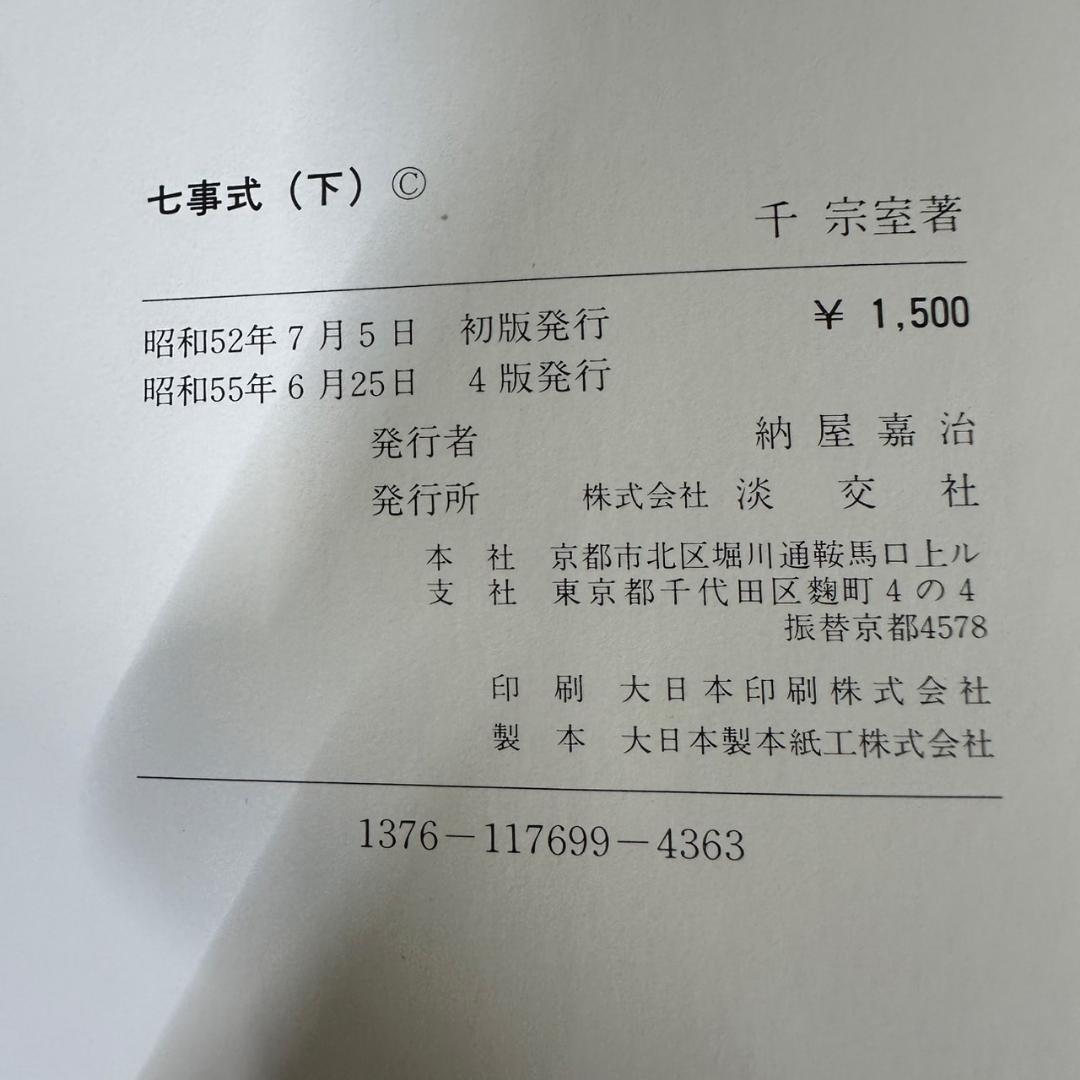 七事式（下）©
千 宗室著
昭和52年7月5日 初版発行 ￥ 1,500
昭和55年6月25日 4版発行
発行者 納屋嘉治
発行所 株式会社 淡交社
本社 京都市北区堀川通鞍馬口上ル
支社 東京都千代田区麴町4の4
振替京都4578
印刷 大日本印刷株式会社
製本 大日本製本紙工株式会社
1376－117699－4363